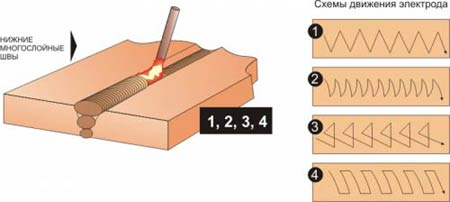 НИЖНИЕ
МНОГОСЛОЙНЫЕ
ШВЫ
1, 2, 3, 4
Схемы движения электрода
1
2
3
4